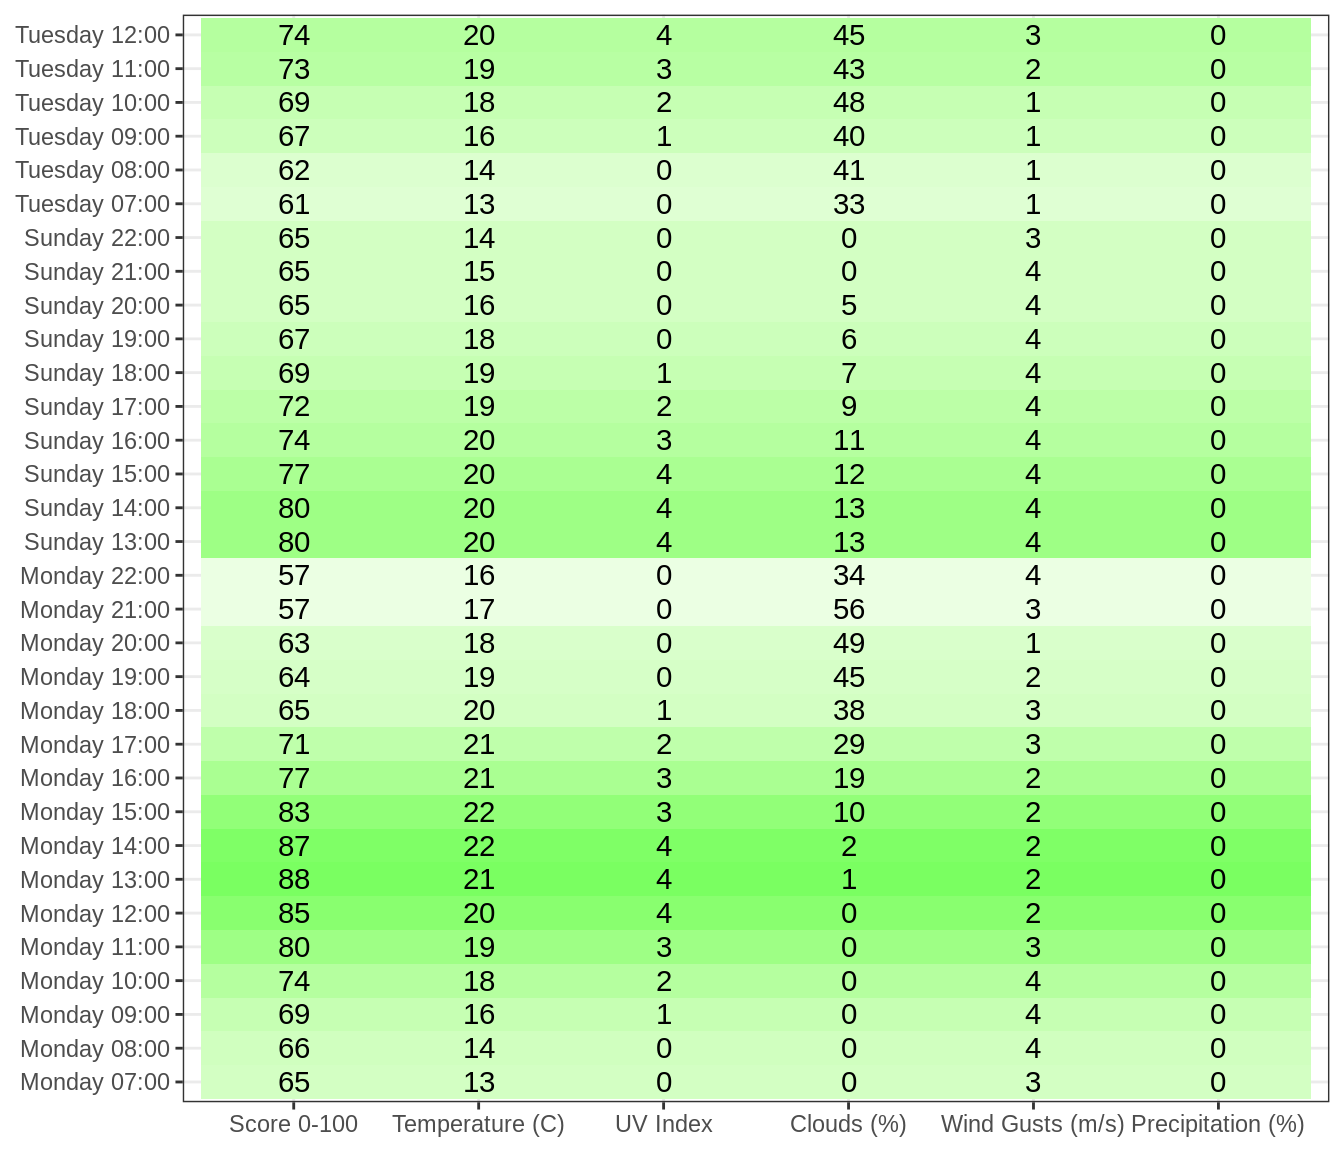 Tuesday 12:00 74 20 4 45 3 0
Tuesday 11:00 73 19 3 43 2 0
Tuesday 10:00 69 18 2 48 1 0
Tuesday 09:00 67 16 1 40 1 0
Tuesday 08:00 62 14 0 41 1 0
Tuesday 07:00 61 13 0 33 1 0
Sunday 22:00 65 14 0 0 3 0
Sunday 21:00 65 15 0 0 4 0
Sunday 20:00 65 16 0 5 4 0
Sunday 19:00 67 18 0 6 4 0
Sunday 18:00 69 19 1 7 4 0
Sunday 17:00 72 19 2 9 4 0
Sunday 16:00 74 20 3 11 4 0
Sunday 15:00 77 20 4 12 4 0
Sunday 14:00 80 20 4 13 4 0
Sunday 13:00 80 20 4 13 4 0
Monday 22:00 57 16 0 34 4 0
Monday 21:00 57 17 0 56 3 0
Monday 20:00 63 18 0 49 1 0
Monday 19:00 64 19 0 45 2 0
Monday 18:00 65 20 1 38 3 0
Monday 17:00 71 21 2 29 3 0
Monday 16:00 77 21 3 19 2 0
Monday 15:00 83 22 3 10 2 0
Monday 14:00 87 22 4 2 2 0
Monday 13:00 88 21 4 1 2 0
Monday 12:00 85 20 4 0 2 0
Monday 11:00 80 19 3 0 3 0
Monday 10:00 74 18 2 0 4 0
Monday 09:00 69 16 1 0 4 0
Monday 08:00 66 14 0 0 4 0
Monday 07:00 65 13 0 0 3 0
Score 0-100 Temperature (C) UV Index Clouds (%) Wind Gusts (m/s) Precipitation (%)